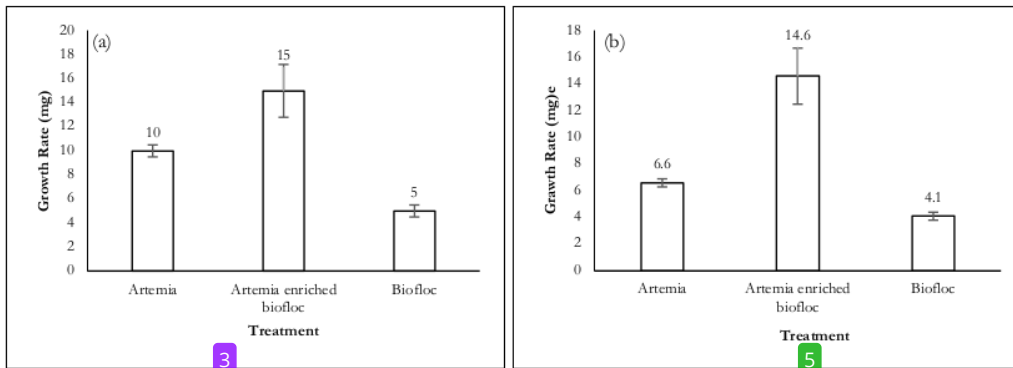 (a)
Growth Rate (mg)
20
18
16
14
12
10
8
6
4
2
0
10
15
5
Artemia
Artemia enriched
biofloc
Biofloc
Treatment
3
(b)
Grawth Rate (mg)e
18
16
14
12
10
8
6
4
2
0
6.6
14.6
4.1
Artemia
Artemia enriched
biofloc
Biofloc
Treatment
5